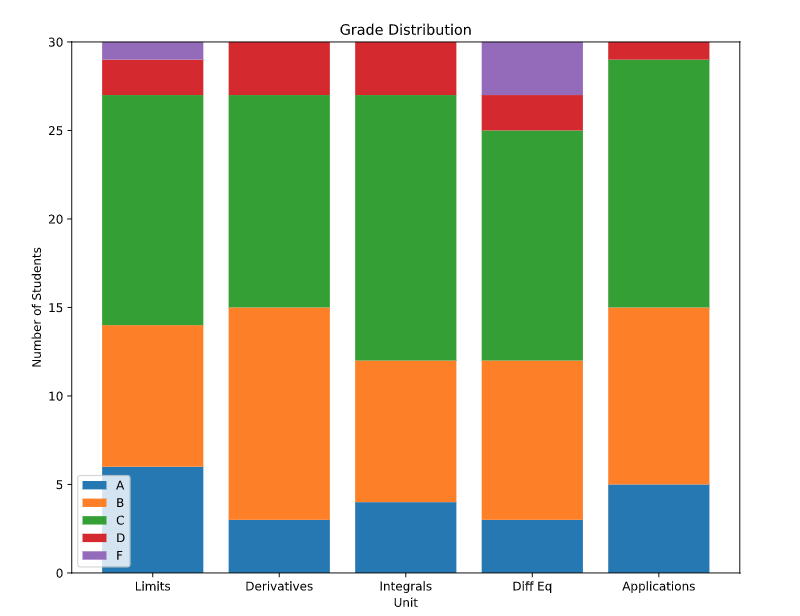 Grade Distribution
30
25
20
15
10
5
0
Number of Students
A
B
C
D
F
Limits
Derivatives
Integrals
Diff Eq
Applications
Unit